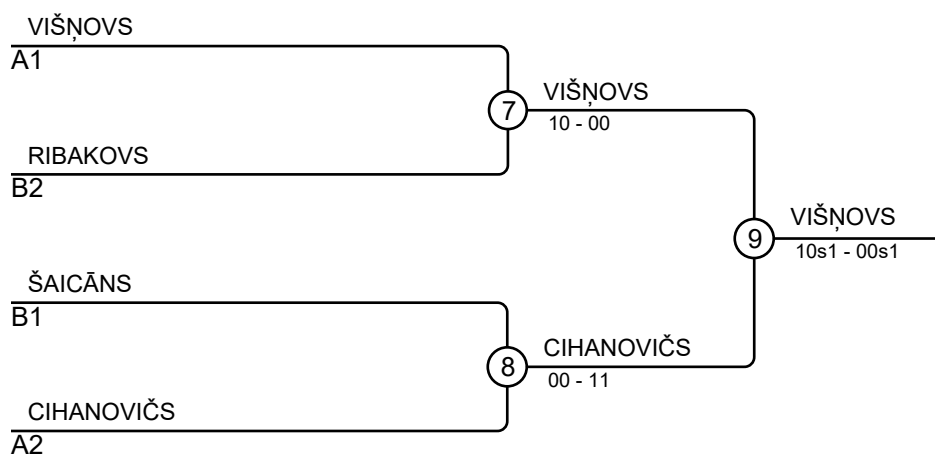 VIŠŅOVS
A1
7
VIŠŅOVS
10 - 00
RIBAKOVS
B2
9
VIŠŅOVS
10s1 - 00s1
ŠAICĀNS
B1
8
CIHANOVIČS
00 - 11
CIHANOVIČS
A2